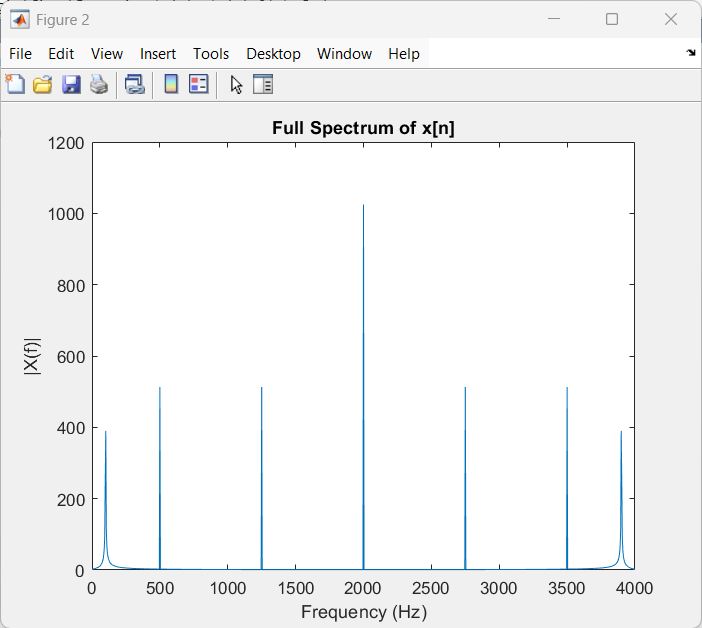 Figure 2
File Edit View Insert Tools Desktop Window Help
Full Spectrum of x[n]
1200
1000
800
600
400
200
0
|X(f)|
0 500 1000 1500 2000 2500 3000 3500 4000
Frequency (Hz)